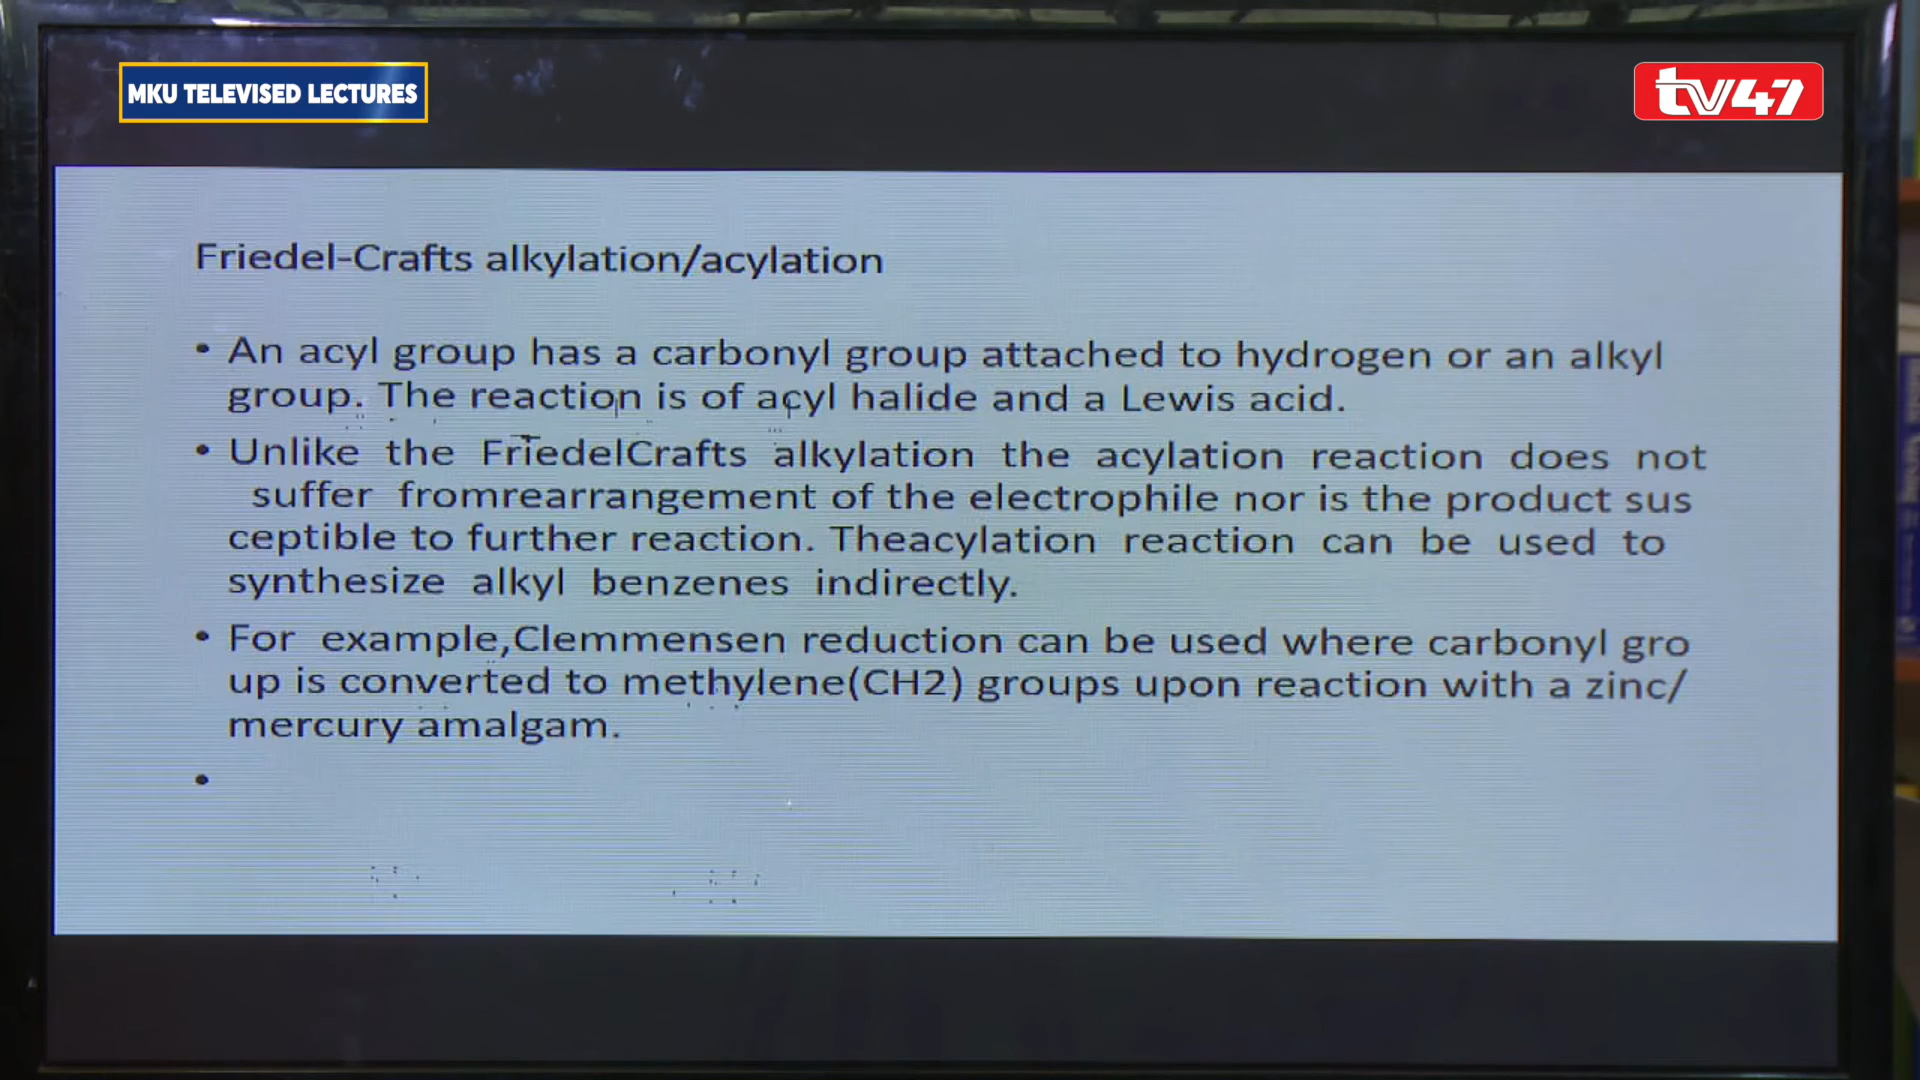 MKU TELEVISED LECTURES
tv47
Friedel-Crafts alkylation/acylation
• An acyl group has a carbonyl group attached to hydrogen or an alkyl
group. The reaction is of acyl halide and a Lewis acid.
• Unlike the FriedelCrafts alkylation the acylation reaction does not
suffer fromrearrangement of the electrophile nor is the product sus
ceptible to further reaction. Theacylation reaction can be used to
synthesize alkyl benzenes indirectly.
• For example,Clemmensen reduction can be used where carbonyl gro
up is converted to methylene(CH2) groups upon reaction with a zinc/
mercury amalgam.
•